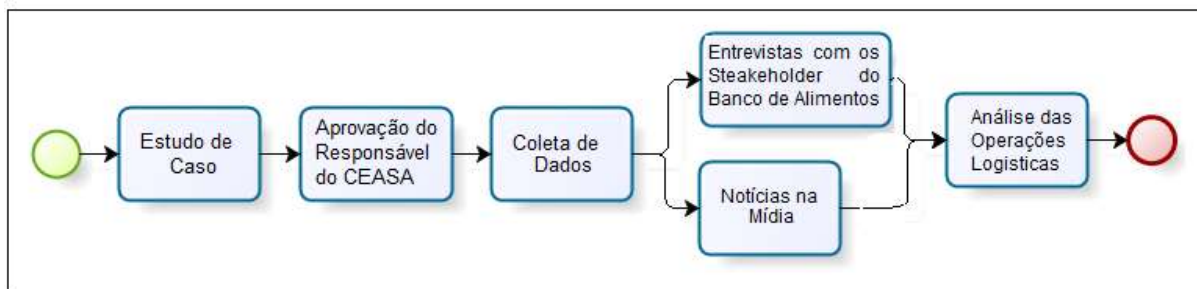 Estudo de
Caso
Aprovação do
Responsável
do CEASA
Coleta de
Dados
Entrevistas com os
Steakeholder do
Banco de Alimentos
Notícias na
Mídia
Análise das
Operações
Logisticas